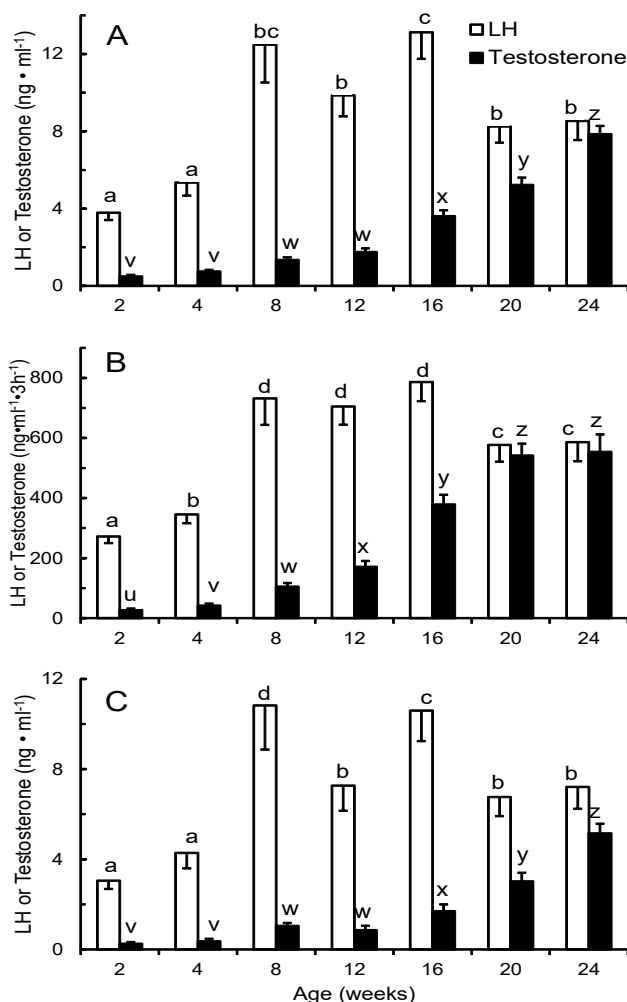 A
LH
Testosterone
LH or Testosterone (ng • ml⁻¹)
12
8
4
0
a
v
a
v
bc
w
b
w
c
x
b
y
b
z
2 4 8 12 16 20 24
B
LH or Testosterone (ng•ml⁻¹•3h⁻¹)
800
600
400
200
0
a
u
b
v
d
w
d
x
d
y
c
z
c
z
2 4 8 12 16 20 24
C
LH or Testosterone (ng • ml⁻¹)
12
8
4
0
a
v
a
v
d
w
b
w
c
x
b
y
b
z
2 4 8 12 16 20 24
Age (weeks)